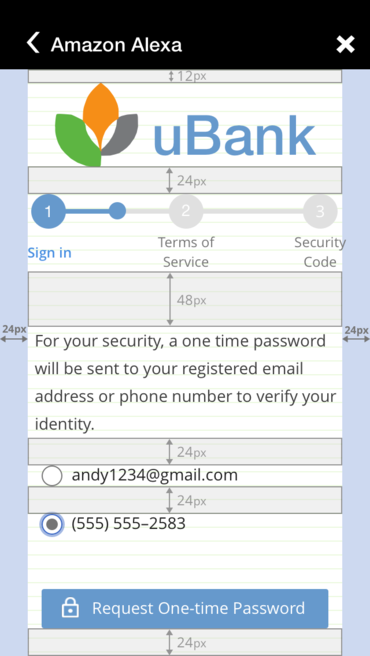 Amazon Alexa
12px
uBank
24px
1 2 3
Sign in
Terms of Service
Security Code
48px
24px
24px
For your security, a one time password
will be sent to your registered email
address or phone number to verify your
identity.
24px
andy1234@gmail.com
24px
(555) 555–2583
Request One-time Password
24px